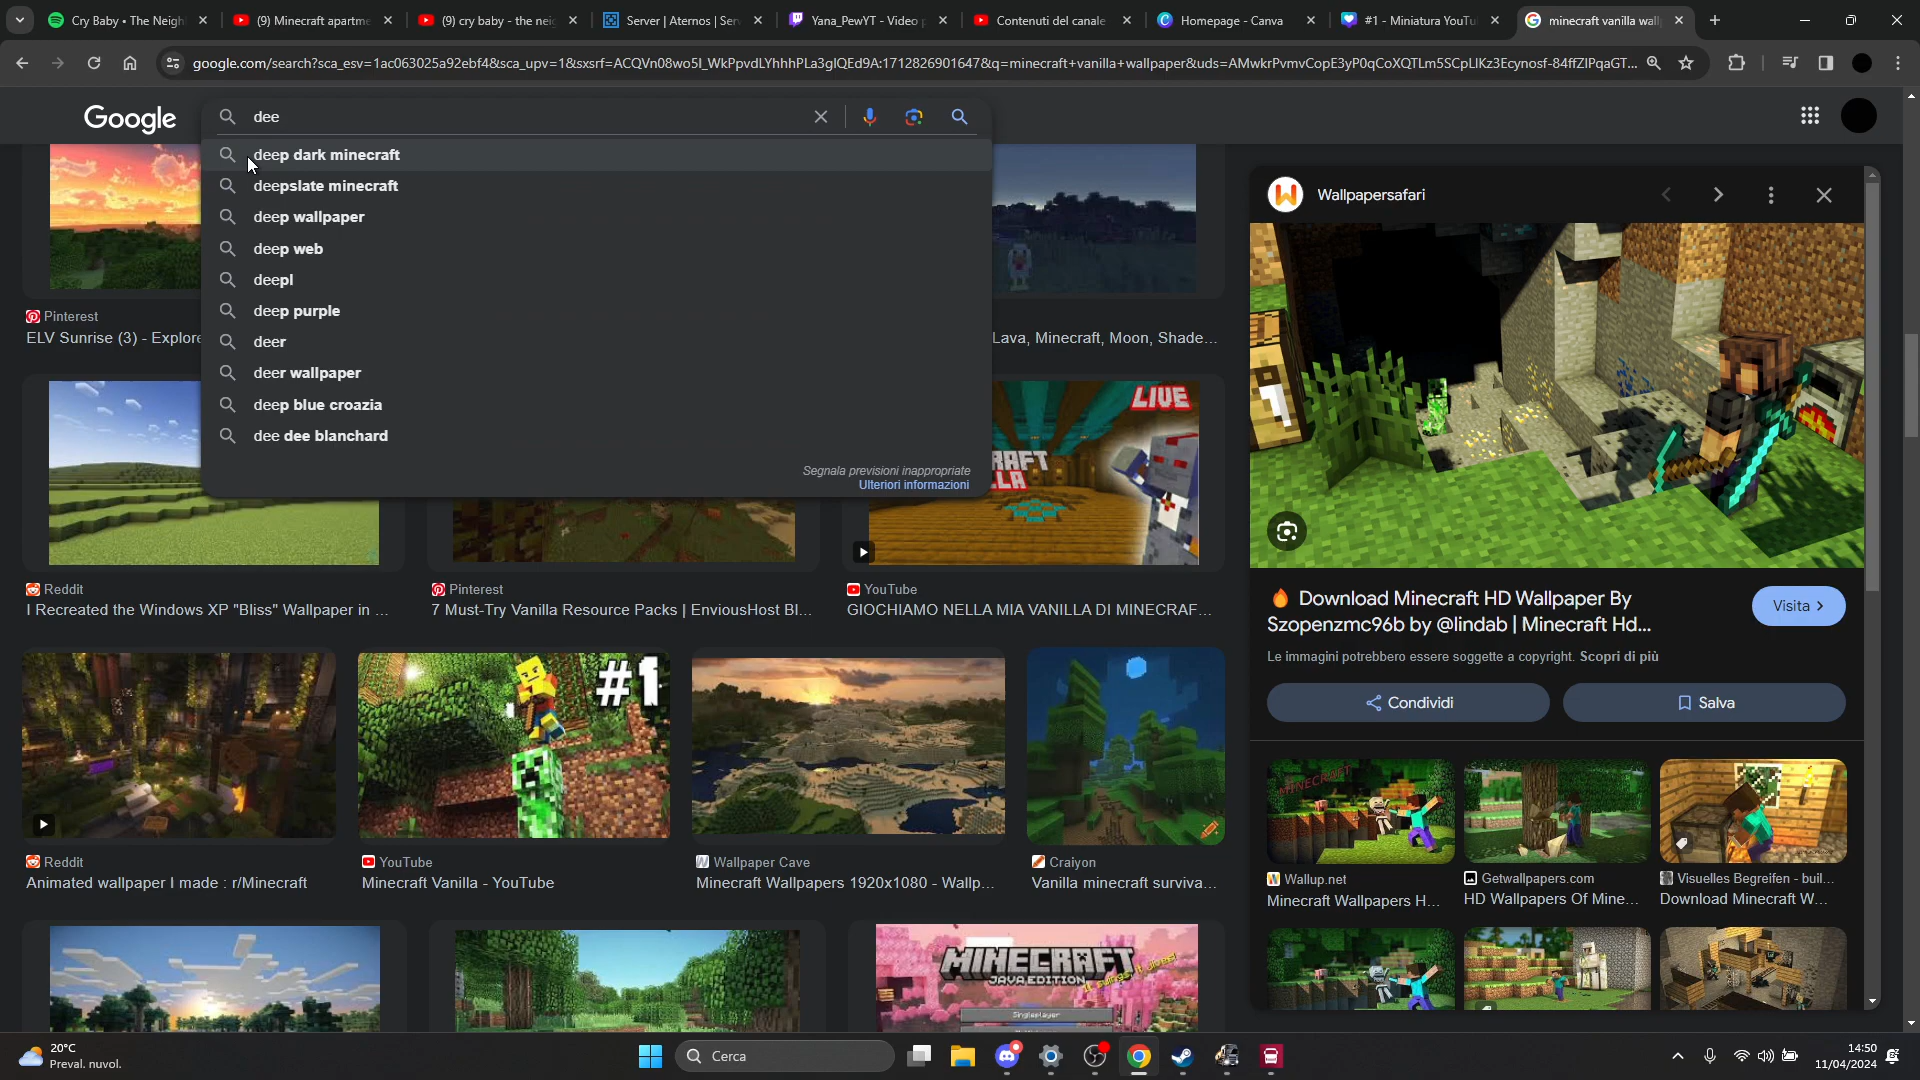 Cry Baby • The Neigh
(9) Minecraft apartme
(9) cry baby - the nei
Server | Aternos | Ser
Yana_PewYT - Video
Contenuti del canale
Homepage - Canva
#1 - Miniatura YouTu
minecraft vanilla wall
google.com/search?sca_esv=1ac063025a92ebf4&sca_upv=1&sxsrf=ACQVn08wo5I_WkPpvdLYhhhPLa3glQEd9A:1712826901647&q=minecraft+vanilla+wallpaper&uds=AMwkrPvmvCopE3yP0qCoXQTLm5SCpLlKz3Ecynosf-84ffZIPqaGT...
Google
dee
deep dark minecraft
deepslate minecraft
deep wallpaper
deep web
deepl
deep purple
deer
deer wallpaper
deep blue croazia
dee dee blanchard
Segnala previsioni inappropriate
Ulteriori informazioni
Pinterest
ELV Sunrise (3) - Explore
Lava, Minecraft, Moon, Shade...
LIVE
Reddit
I Recreated the Windows XP "Bliss" Wallpaper in ...
Pinterest
7 Must-Try Vanilla Resource Packs | EnviousHost Bl...
YouTube
GIOCHIAMO NELLA MIA VANILLA DI MINECRAF...
#1
Reddit
Animated wallpaper I made : r/Minecraft
YouTube
Minecraft Vanilla - YouTube
Wallpaper Cave
Minecraft Wallpapers 1920x1080 - Wallp...
Craiyon
Vanilla minecraft surviva...
MINECRAFT
JAVA EDITION
Singleplayer
Wallpapersafari
🔥 Download Minecraft HD Wallpaper By
Szopenzmc96b by @lindab | Minecraft Hd...
Visita
Le immagini potrebbero essere soggette a copyright. Scopri di più
Condividi
Salva
MINECRAFT
Wallup.net
Minecraft Wallpapers H...
Getwallpapers.com
HD Wallpapers Of Mine...
Visuelles Begreifen - buil...
Download Minecraft W...
20°C
Preval. nuvol.
Cerca
14:50
11/04/2024